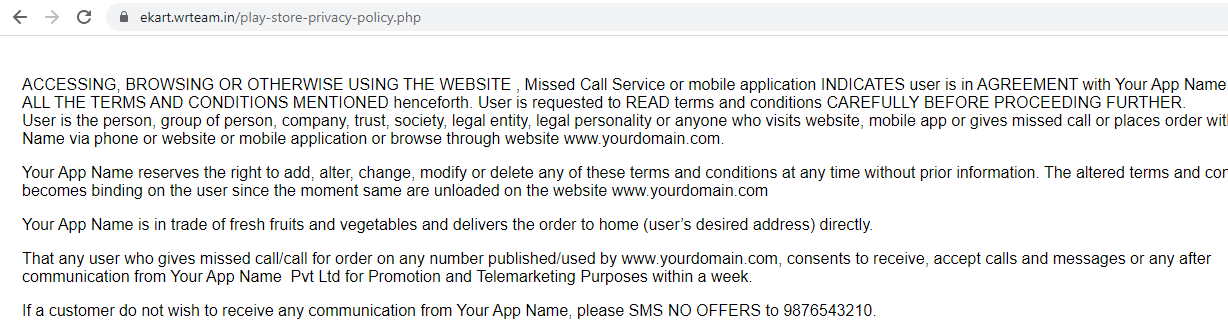 ekart.wrteam.in/play-store-privacy-policy.php
ACCESSING, BROWSING OR OTHERWISE USING THE WEBSITE , Missed Call Service or mobile application INDICATES user is in AGREEMENT with Your App Name
ALL THE TERMS AND CONDITIONS MENTIONED henceforth. User is requested to READ terms and conditions CAREFULLY BEFORE PROCEEDING FURTHER.
User is the person, group of person, company, trust, society, legal entity, legal personality or anyone who visits website, mobile app or gives missed call or places order wit
Name via phone or website or mobile application or browse through website www.yourdomain.com.
Your App Name reserves the right to add, alter, change, modify or delete any of these terms and conditions at any time without prior information. The altered terms and con
becomes binding on the user since the moment same are unloaded on the website www.yourdomain.com
Your App Name is in trade of fresh fruits and vegetables and delivers the order to home (user’s desired address) directly.
That any user who gives missed call/call for order on any number published/used by www.yourdomain.com, consents to receive, accept calls and messages or any after
communication from Your App Name  Pvt Ltd for Promotion and Telemarketing Purposes within a week.
If a customer do not wish to receive any communication from Your App Name, please SMS NO OFFERS to 9876543210.